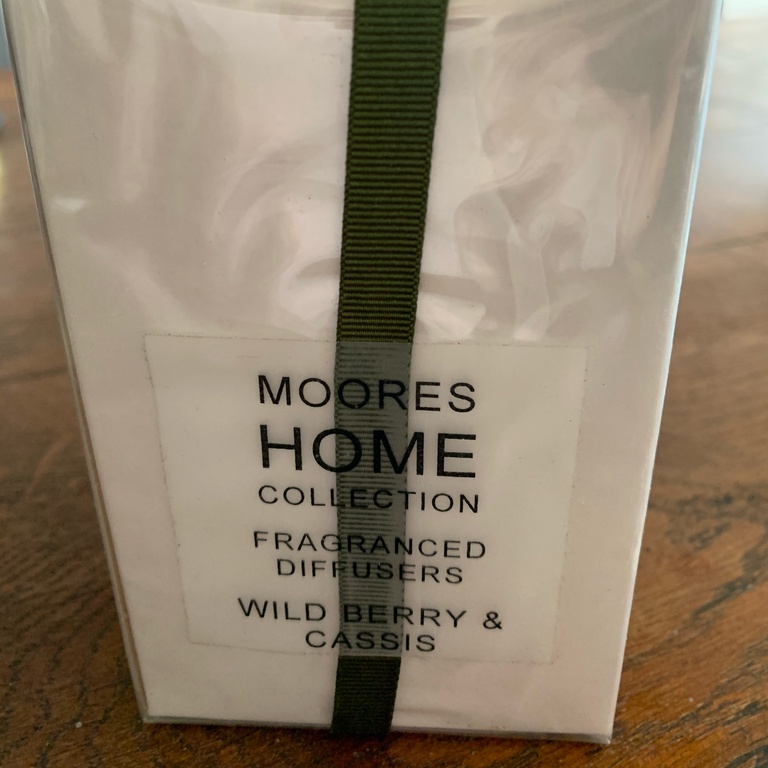 MOORES
HOME
COLLECTION
FRAGRANCED
DIFFUSERS
WILD BERRY &
CASSIS